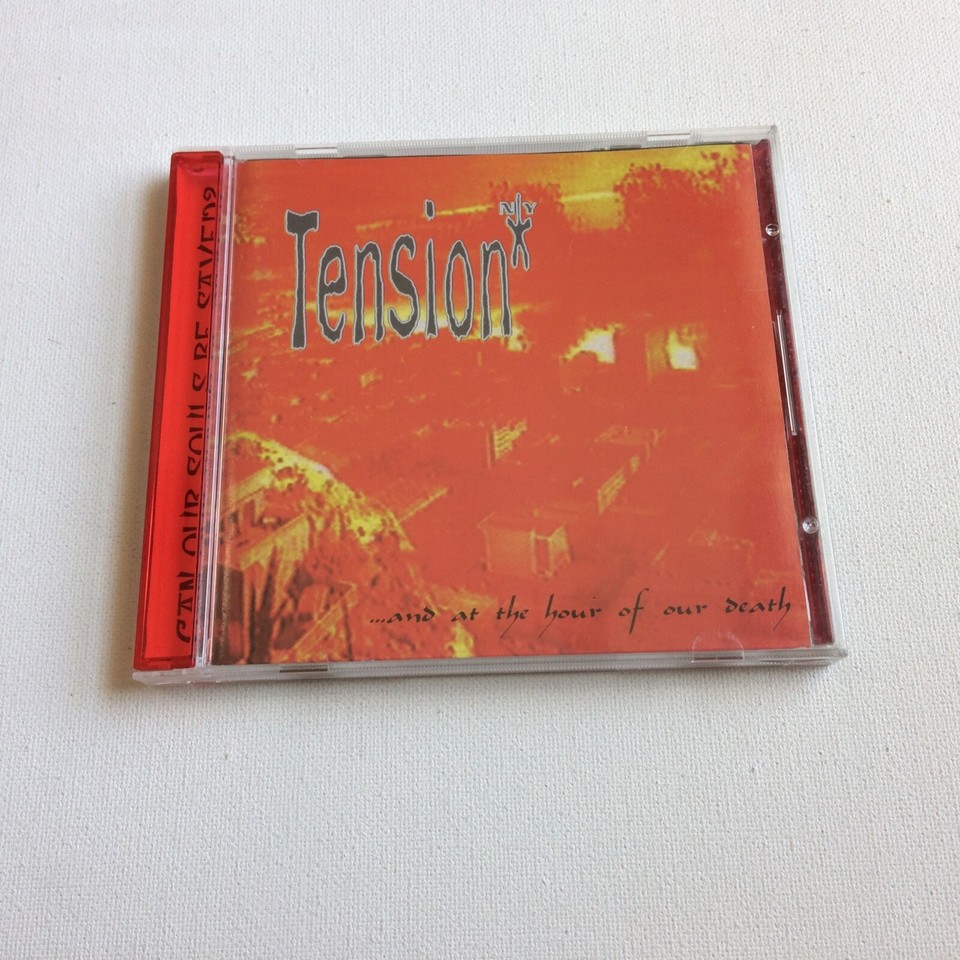 CAN OUR SOULS BE SAVED?
Tension
NY
...and at the hour of our death